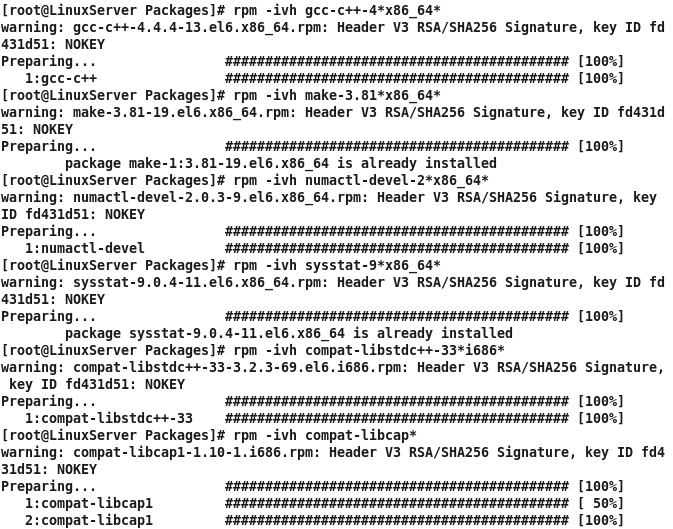 [root@LinuxServer Packages]# rpm -ivh gcc-c++-4*x86_64*
warning: gcc-c++-4.4.4-13.el6.x86_64.rpm: Header V3 RSA/SHA256 Signature, key ID fd
431d51: NOKEY
Preparing...                ########################################### [100%]
   1:gcc-c++                ########################################### [100%]
[root@LinuxServer Packages]# rpm -ivh make-3.81*x86_64*
warning: make-3.81-19.el6.x86_64.rpm: Header V3 RSA/SHA256 Signature, key ID fd431d
51: NOKEY
Preparing...                ########################################### [100%]
        package make-1:3.81-19.el6.x86_64 is already installed
[root@LinuxServer Packages]# rpm -ivh numactl-devel-2*x86_64*
warning: numactl-devel-2.0.3-9.el6.x86_64.rpm: Header V3 RSA/SHA256 Signature, key
ID fd431d51: NOKEY
Preparing...                ########################################### [100%]
   1:numactl-devel          ########################################### [100%]
[root@LinuxServer Packages]# rpm -ivh sysstat-9*x86_64*
warning: sysstat-9.0.4-11.el6.x86_64.rpm: Header V3 RSA/SHA256 Signature, key ID fd
431d51: NOKEY
Preparing...                ########################################### [100%]
        package sysstat-9.0.4-11.el6.x86_64 is already installed
[root@LinuxServer Packages]# rpm -ivh compat-libstdc++-33*i686*
warning: compat-libstdc++-33-3.2.3-69.el6.i686.rpm: Header V3 RSA/SHA256 Signature,
 key ID fd431d51: NOKEY
Preparing...                ########################################### [100%]
   1:compat-libstdc++-33    ########################################### [100%]
[root@LinuxServer Packages]# rpm -ivh compat-libcap*
warning: compat-libcap1-1.10-1.i686.rpm: Header V3 RSA/SHA256 Signature, key ID fd4
31d51: NOKEY
Preparing...                ########################################### [100%]
   1:compat-libcap1         ########################################### [ 50%]
   2:compat-libcap1         ########################################### [100%]